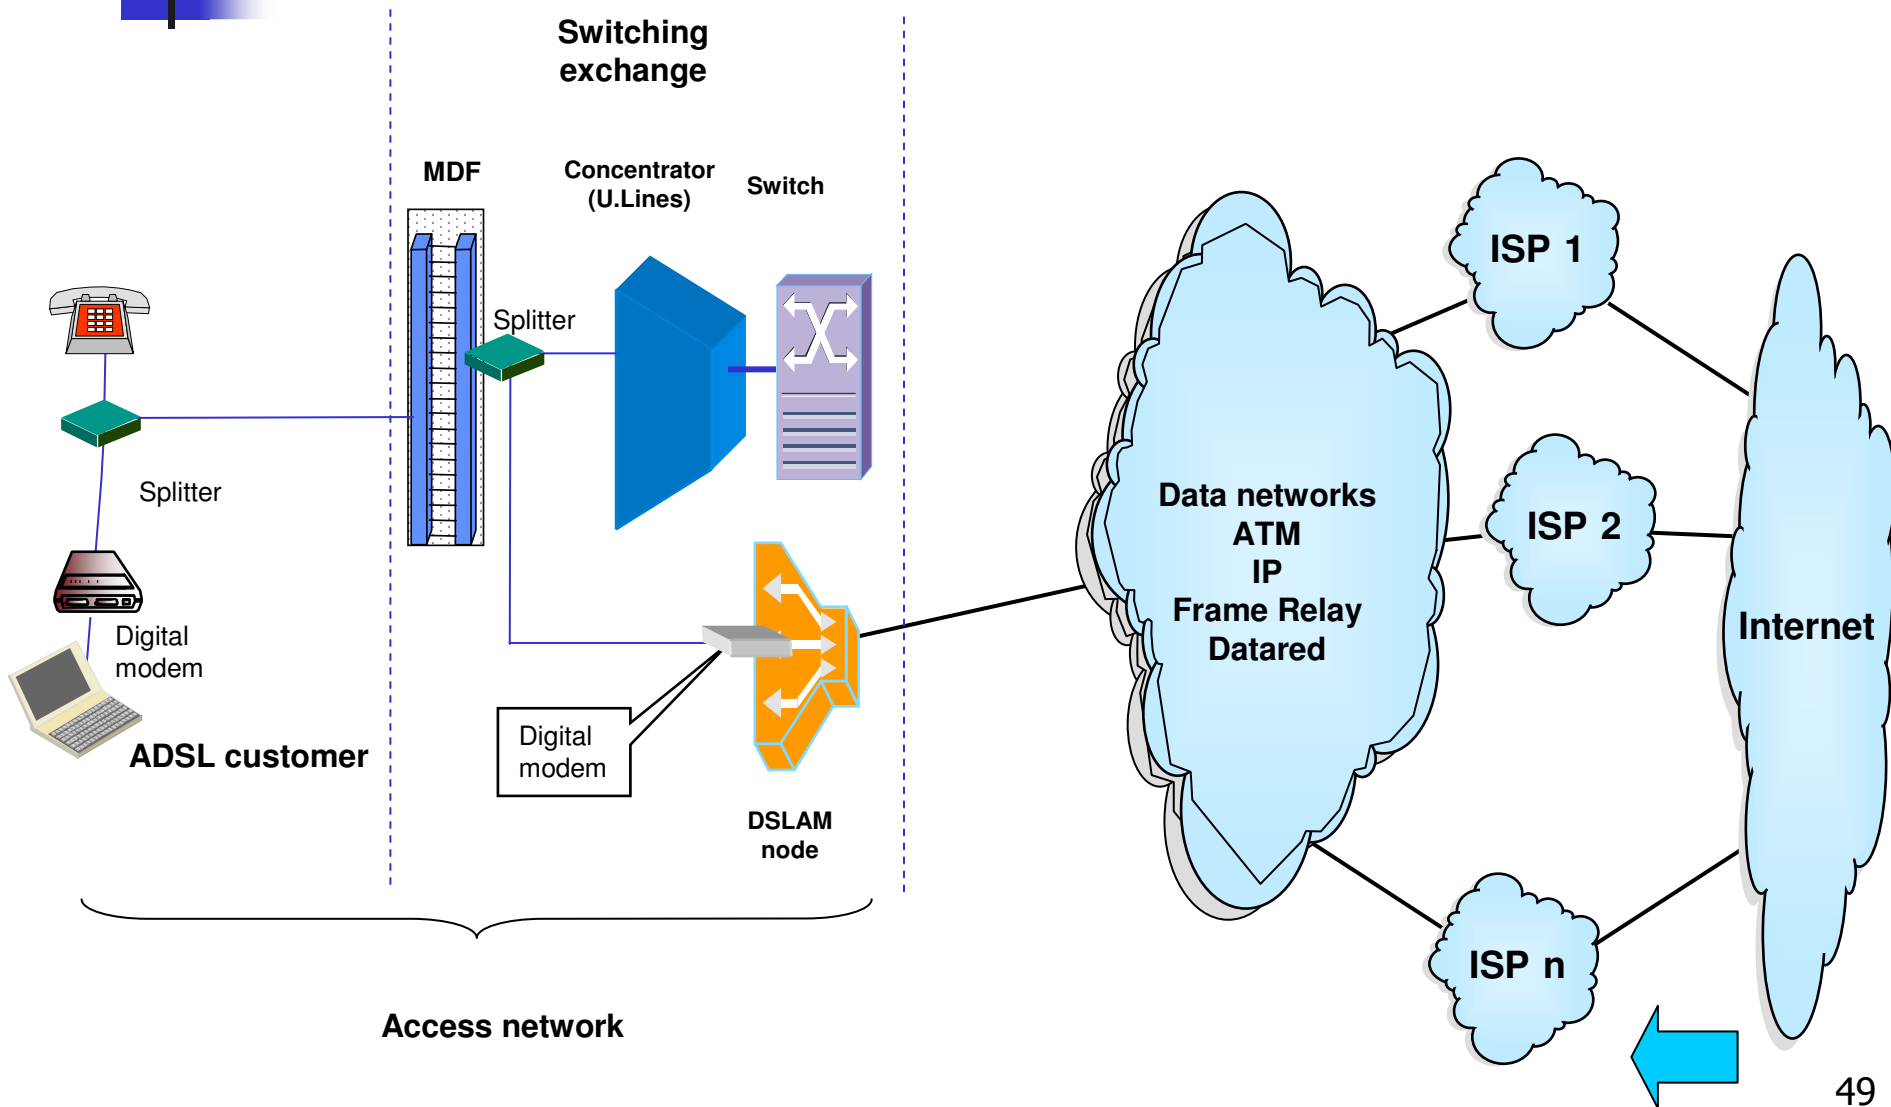 Switching
exchange
MDF
Concentrator
(U.Lines)
Switch
Splitter
Splitter
Digital
modem
ADSL customer
Digital
modem
DSLAM
node
Access network
Data networks
ATM
IP
Frame Relay
Datared
ISP 1
ISP 2
ISP n
Internet
49